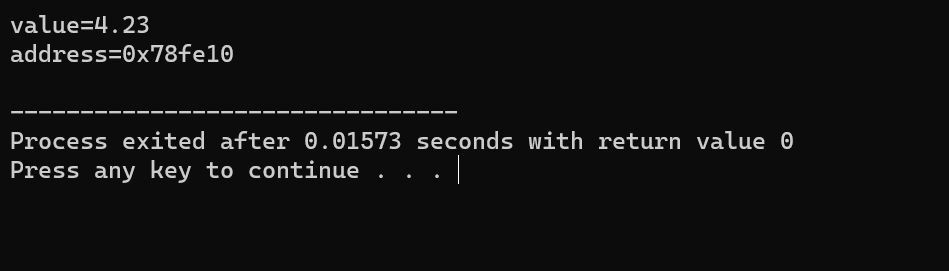 value=4.23
address=0x78fe10
--------------------------------
Process exited after 0.01573 seconds with return value 0
Press any key to continue . . .